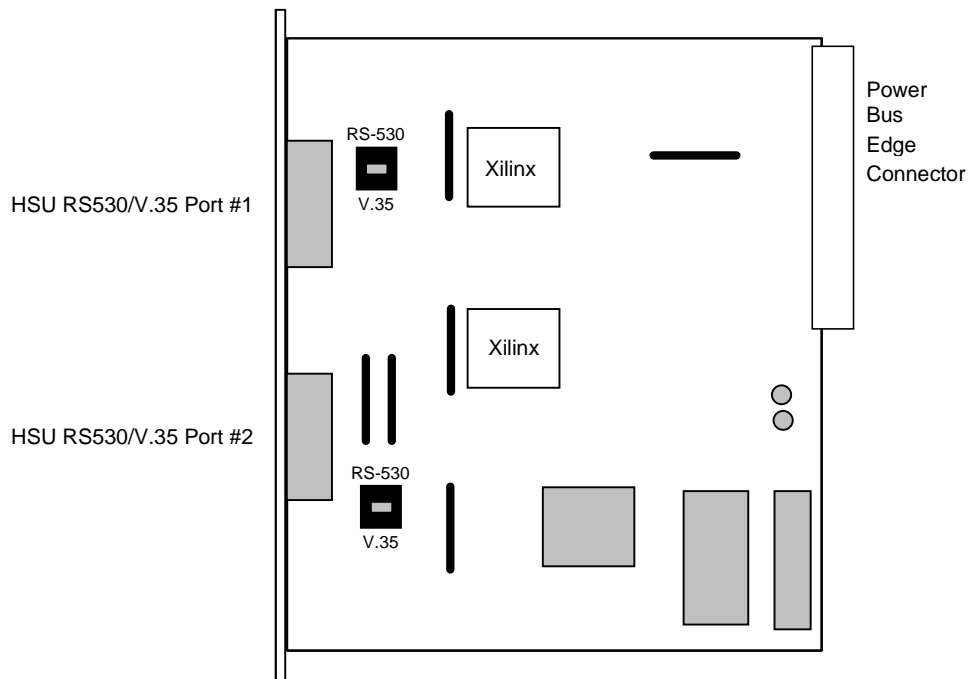 Power
Bus
Edge
Connector
RS-530
Xilinx
V.35
HSU RS530/V.35 Port #1
Xilinx
HSU RS530/V.35 Port #2
RS-530
V.35